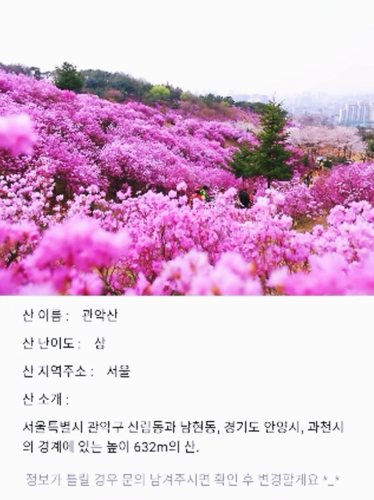 산 이름 : 관악산
산 난이도 : 상
산 지역주소 : 서울
산 소개 :
서울특별시 관악구 신림동과 남현동, 경기도 안양시, 과천시
의 경계에 있는 높이 632m의 산.
정보가 틀릴 경우 문의 남겨주시면 확인 후 변경할게요 *_*